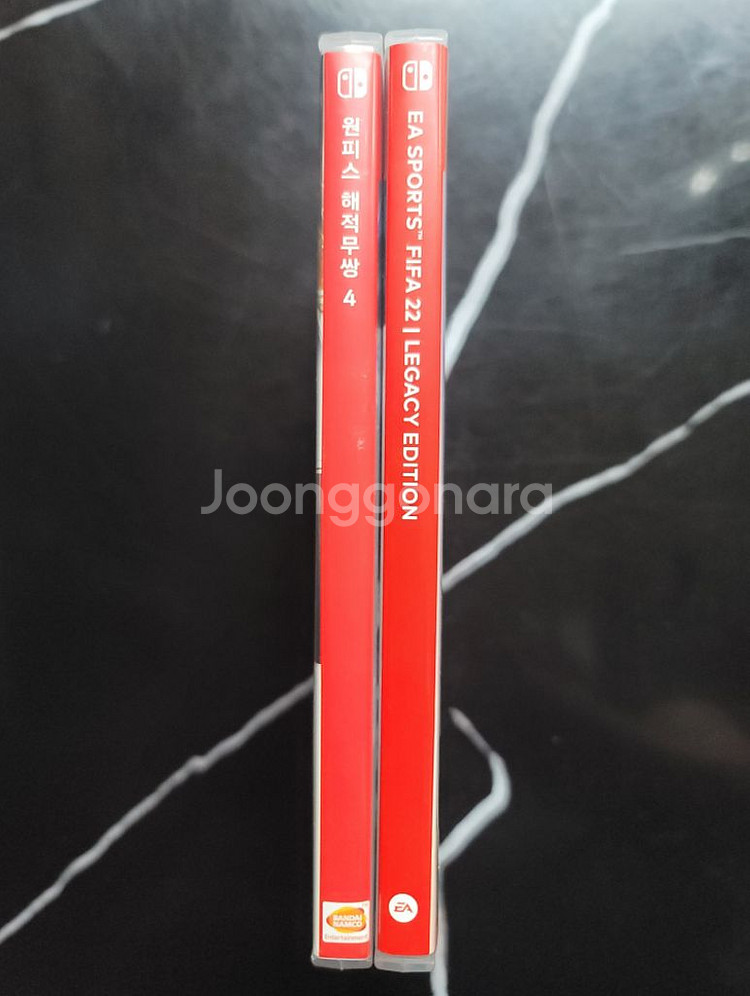 원피스 해적무쌍 4
BANDAI
NAMCO
Entertainment
EA SPORTS™ FIFA 22 | LEGACY EDITION
EA
Joonggonara